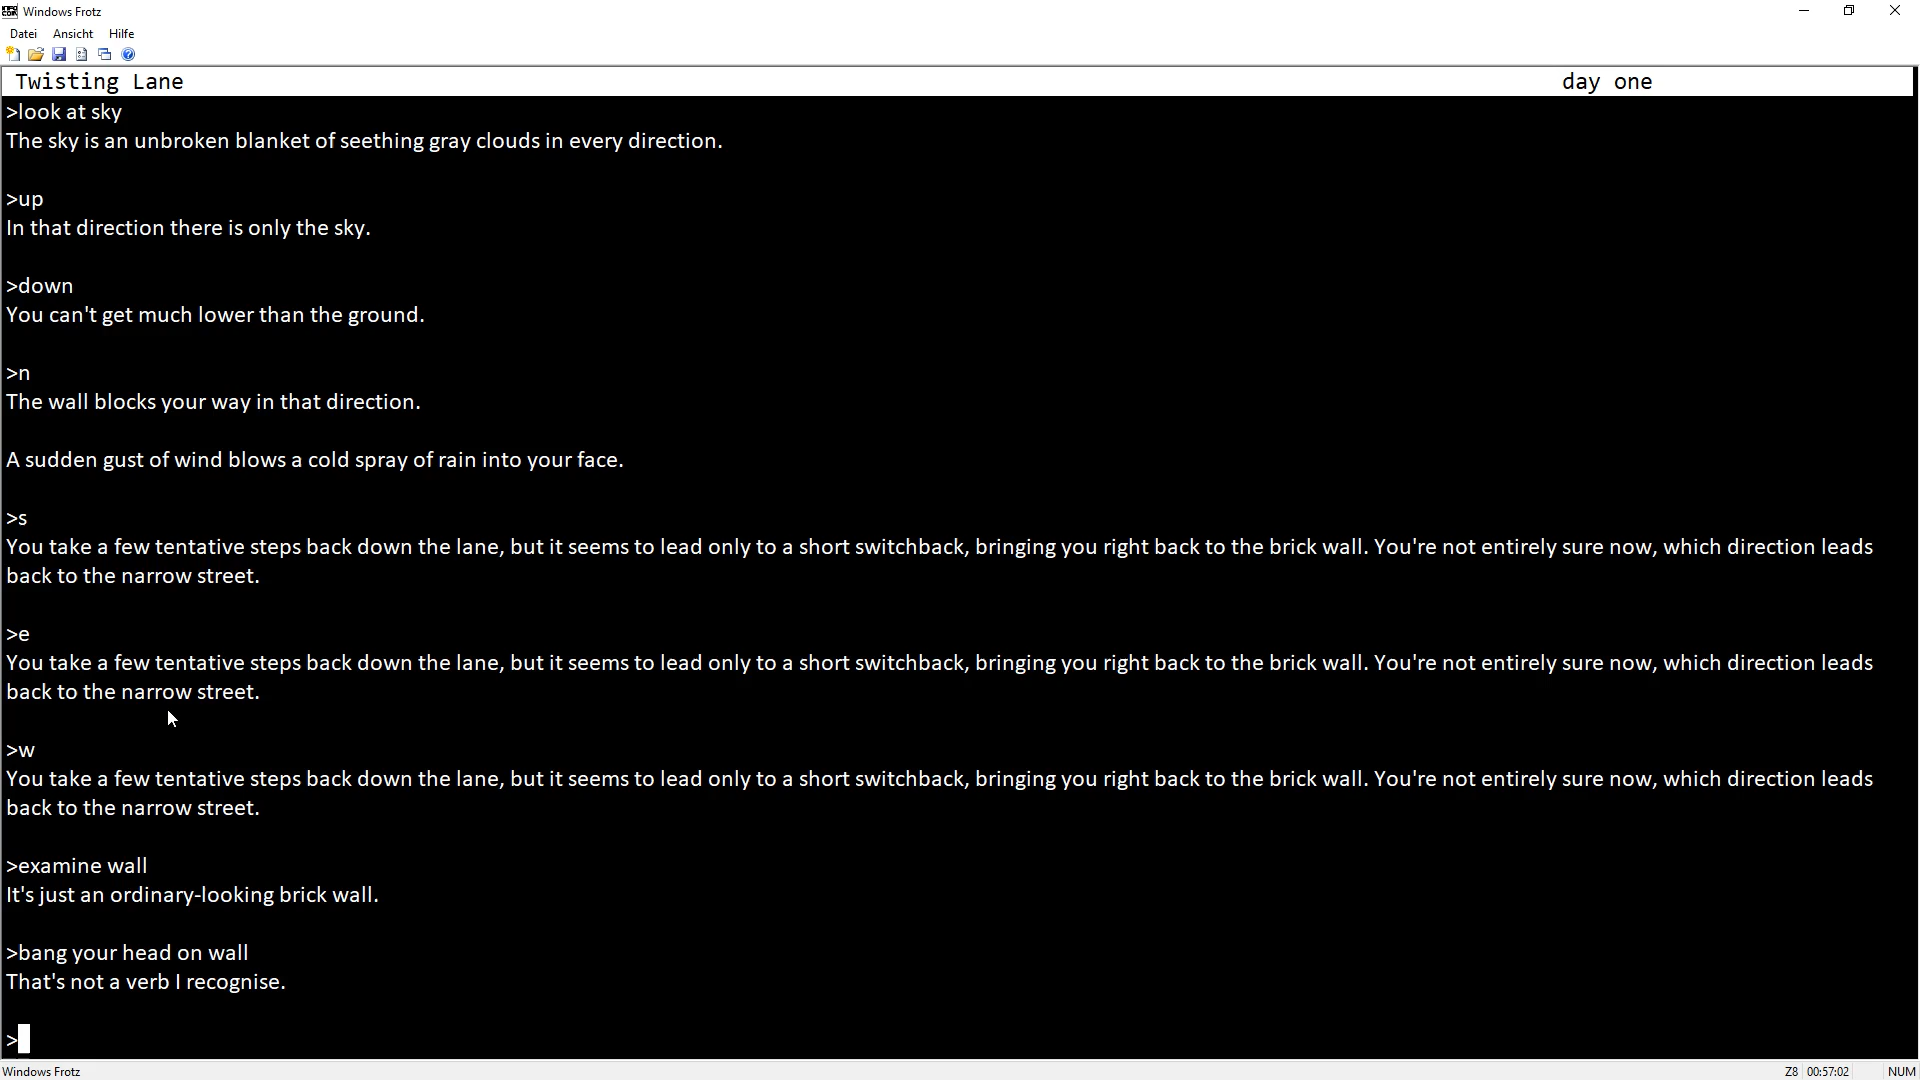 Windows Frotz
Datei Ansicht Hilfe
Twisting Lane day one
>look at sky
The sky is an unbroken blanket of seething gray clouds in every direction.
>up
In that direction there is only the sky.
>down
You can't get much lower than the ground.
>n
The wall blocks your way in that direction.
A sudden gust of wind blows a cold spray of rain into your face.
>s
You take a few tentative steps back down the lane, but it seems to lead only to a short switchback, bringing you right back to the brick wall. You're not entirely sure now, which direction leads
back to the narrow street.
>e
You take a few tentative steps back down the lane, but it seems to lead only to a short switchback, bringing you right back to the brick wall. You're not entirely sure now, which direction leads
back to the narrow street.
>w
You take a few tentative steps back down the lane, but it seems to lead only to a short switchback, bringing you right back to the brick wall. You're not entirely sure now, which direction leads
back to the narrow street.
>examine wall
It's just an ordinary-looking brick wall.
>bang your head on wall
That's not a verb I recognise.
>
Windows Frotz Z8 00:57:02 NUM